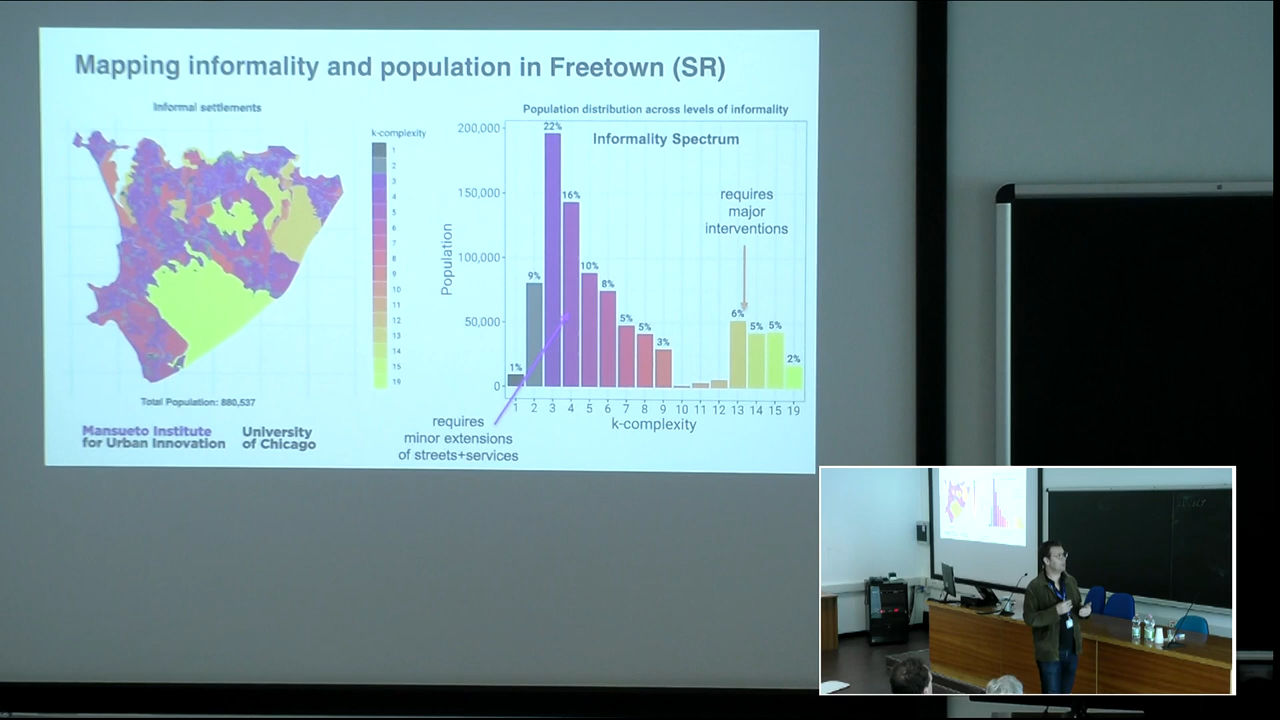 Mapping informality and population in Freetown (SR)
Informal settlements
k-complexity
1
2
3
4
5
6
7
8
9
10
11
12
13
14
15
19
Total Population: 880,537
Mansueto Institute
for Urban Innovation
University
of Chicago
Population distribution across levels of informality
Informality Spectrum
200,000
150,000
100,000
50,000
0
Population
1%
9%
22%
16%
10%
8%
5%
5%
3%
6%
5%
5%
2%
requires
major
interventions
1 2 3 4 5 6 7 8 9 10 11 12 13 14 15 19
k-complexity
requires
minor extensions
of streets+services